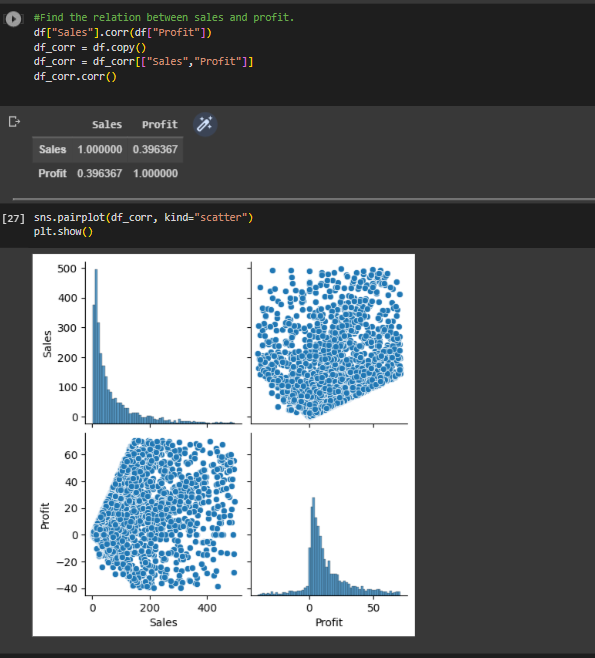 #Find the relation between sales and profit.
df["Sales"].corr(df["Profit"])
df_corr = df.copy()
df_corr = df_corr[["Sales","Profit"]]
df_corr.corr()
Sales Profit
Sales 1.000000 0.396367
Profit 0.396367 1.000000
[27] sns.pairplot(df_corr, kind="scatter")
plt.show()
500
400
300
200
100
0
Sales
60
40
20
0
−20
−40
Profit
0 200 400
Sales
0 50
Profit